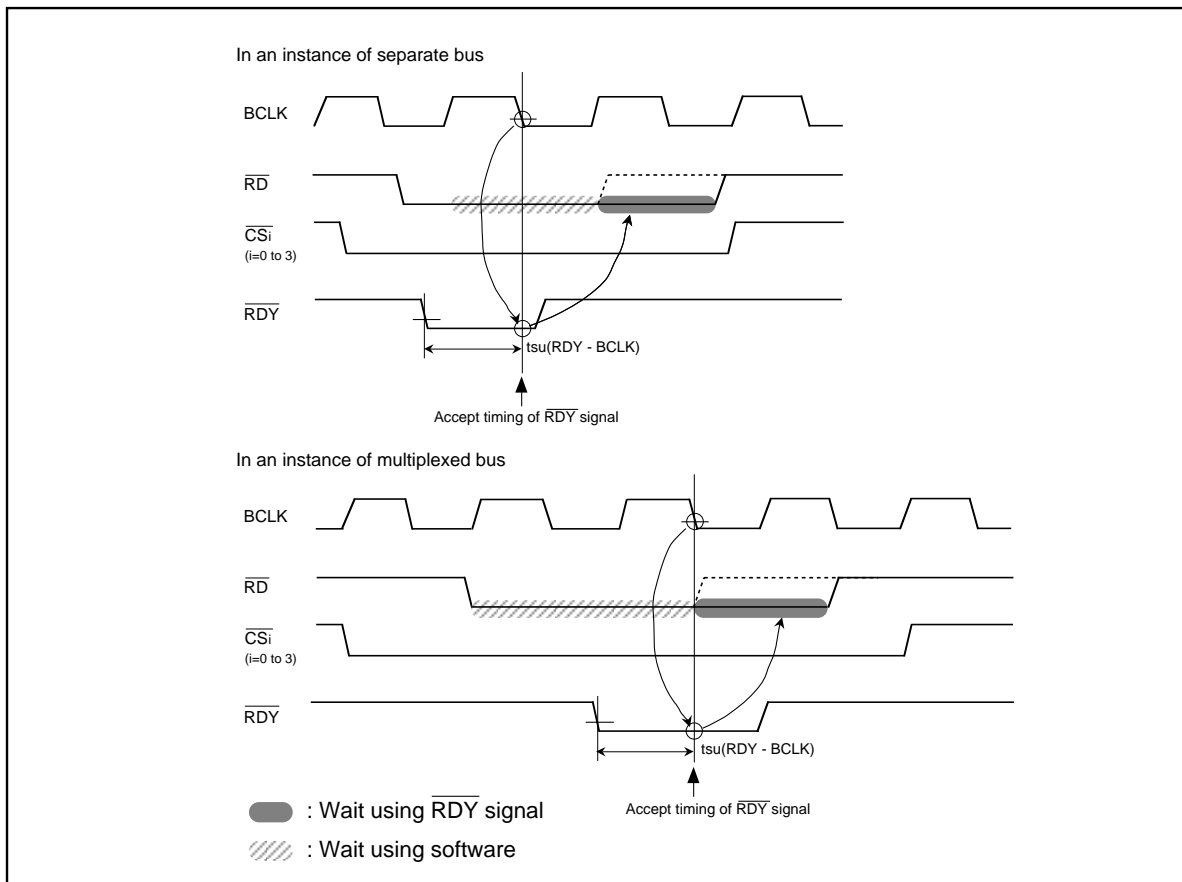 In an instance of separate bus
BCLK
RD
CSi
(i=0 to 3)
RDY
tsu(RDY - BCLK)
Accept timing of RDY signal
In an instance of multiplexed bus
BCLK
RD
CSi
(i=0 to 3)
RDY
tsu(RDY - BCLK)
Accept timing of RDY signal
: Wait using RDY signal
: Wait using software